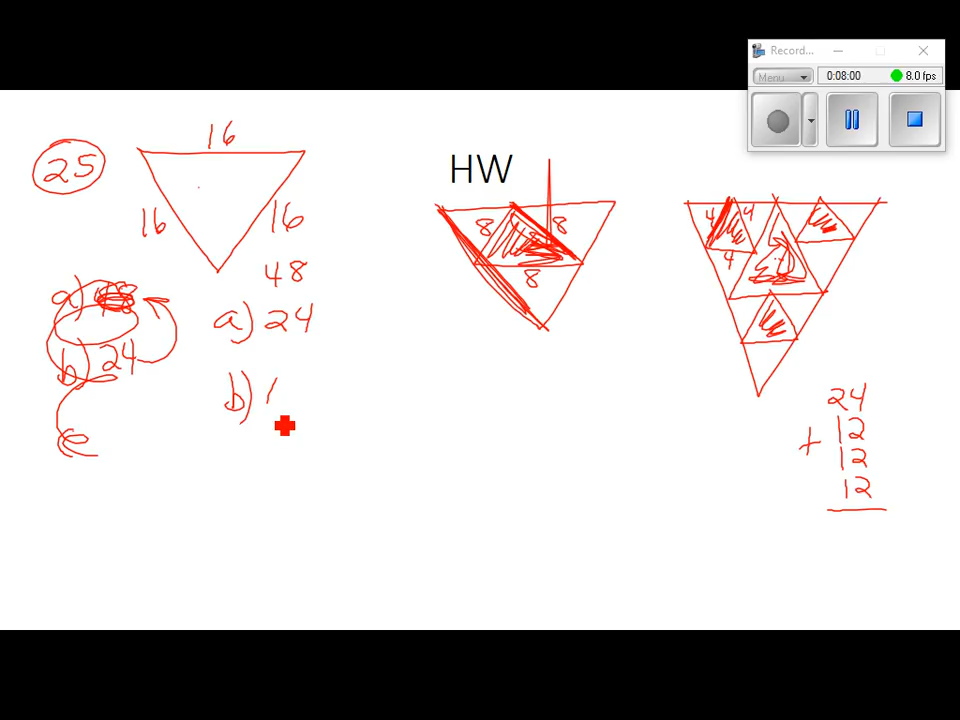 Record...
Menu
0:08:00
8.0 fps
25
16
16
16
48
a)
b) 24
a) 24
b)
HW
8
8
8
4
4
4
24
+ 12
12
12